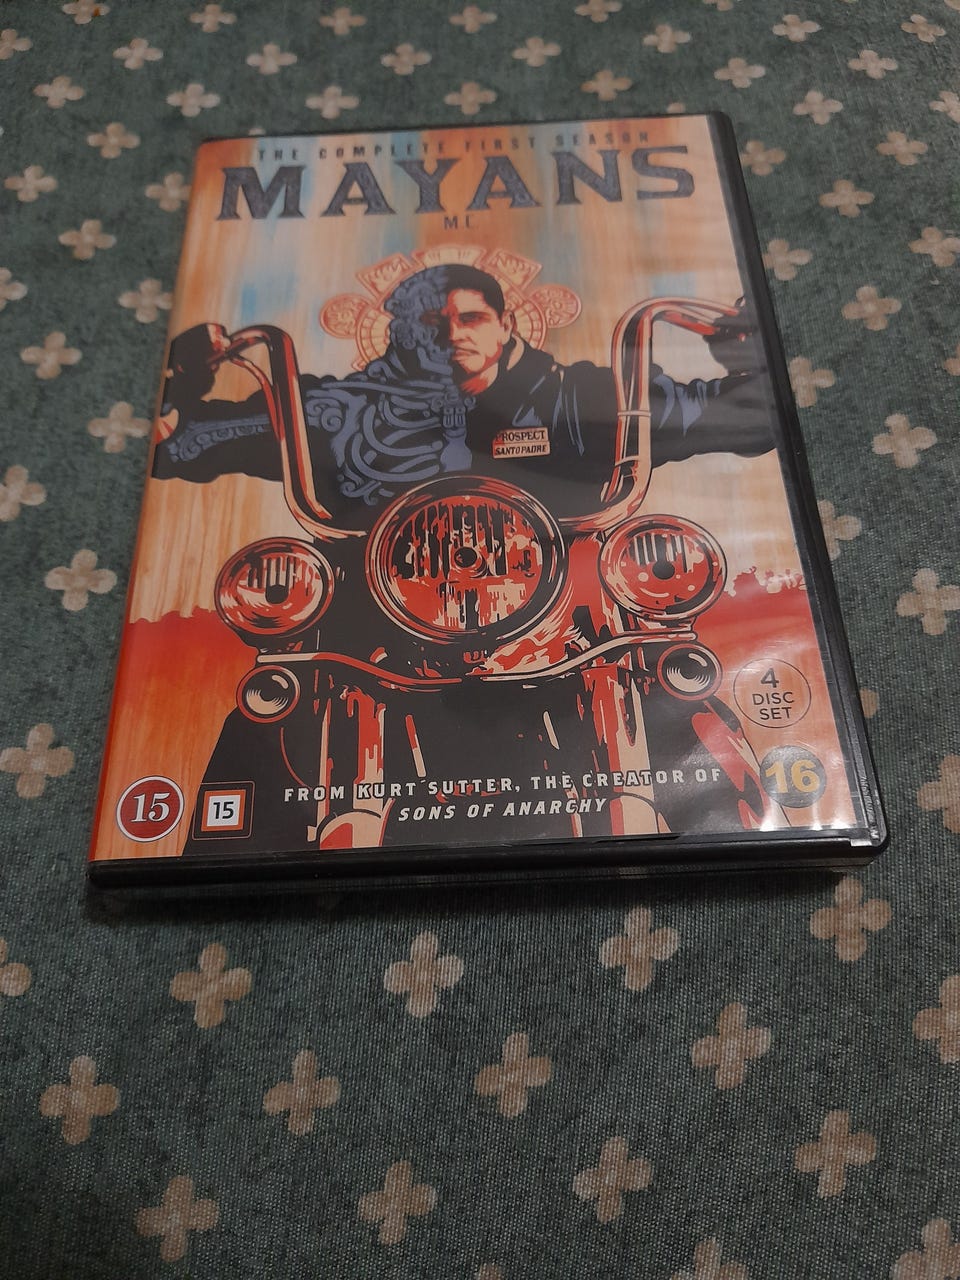 THE COMPLETE FIRST SEASON
MAYANS
M.C.
PROSPECT
SANTO PADRE
4
DISC
SET
16
15
15
FROM KURT SUTTER, THE CREATOR OF
SONS OF ANARCHY